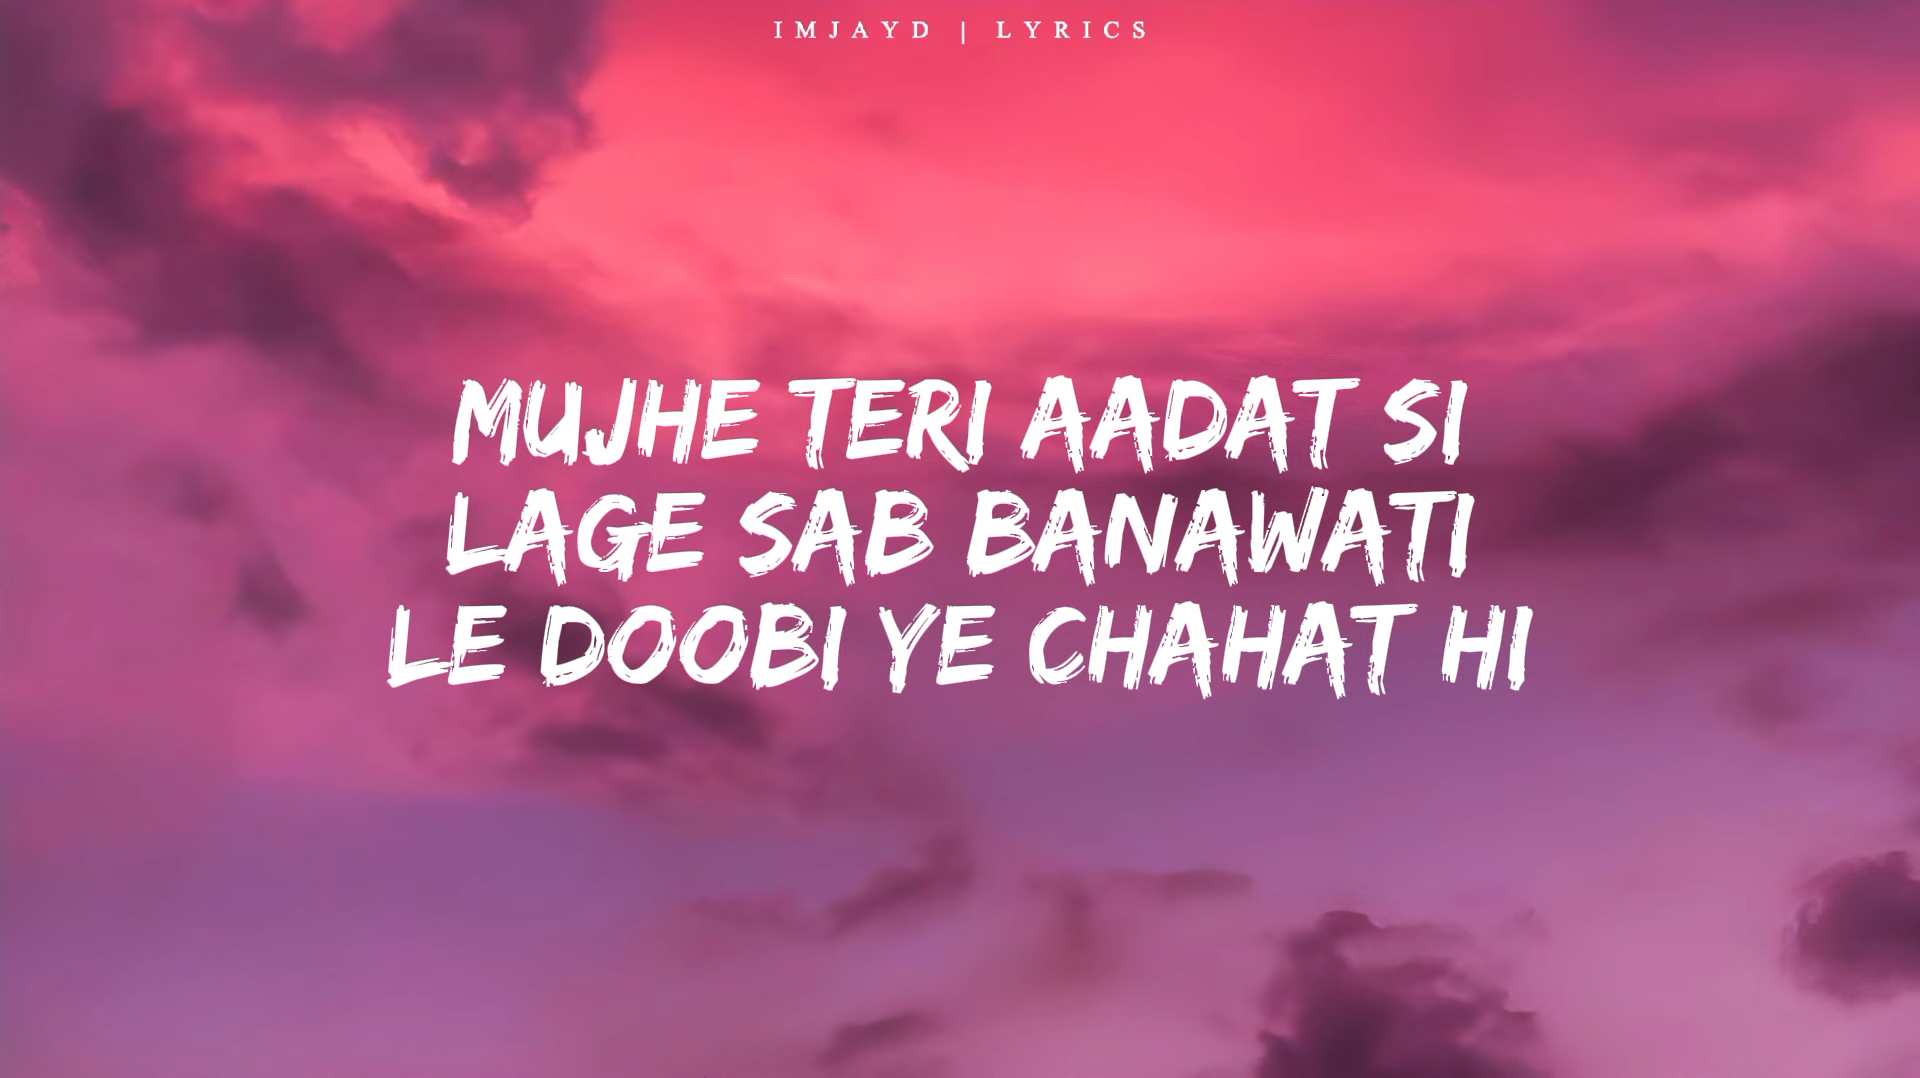 IMJAYD | LYRICS
MUJHE TERI AADAT SI
LAGE SAB BANAWATI
LE DOOBI YE CHAHAT HI